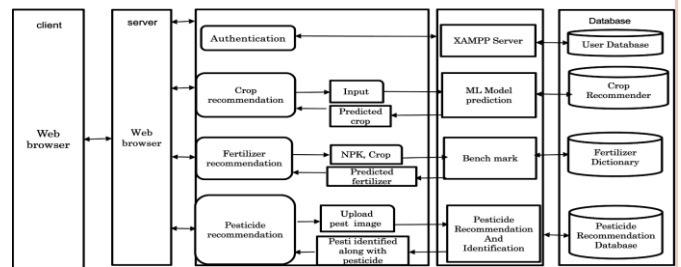 client
server
Database
Authentication
XAMPP Server
User Database
Crop
recommendation
Input
Predicted
crop
ML Model
prediction
Crop
Recommender
Web
browser
Web
browser
Fertilizer
recommendation
NPK, Crop
Predicted
fertilizer
Bench mark
Fertilizer
Dictionary
Pesticide
recommendation
Upload
pest image
Pesti identified
along with
pesticide
Pesticide
Recommendation
And
Identification
Pesticide
Recommendation
Database